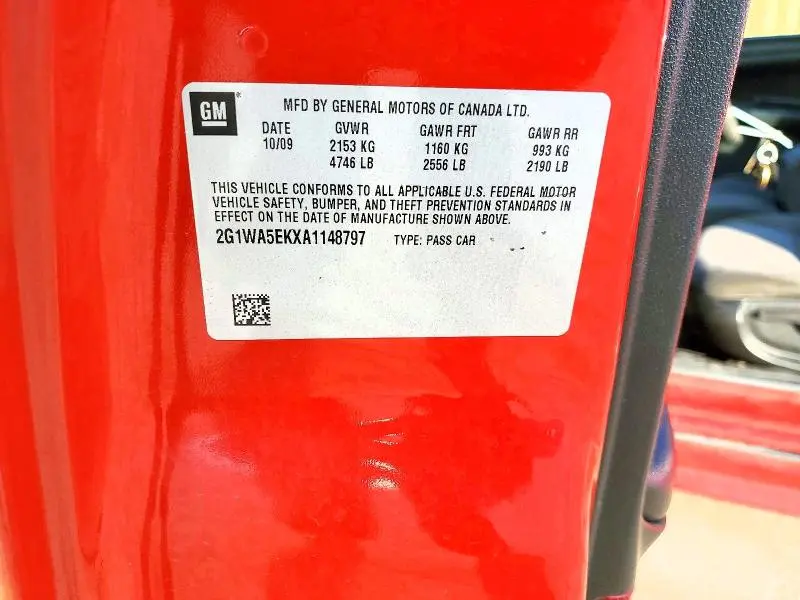 GM MFD BY GENERAL MOTORS OF CANADA LTD.
DATE GVWR GAWR FRT GAWR RR
10/09 2153 KG 1160 KG 993 KG
4746 LB 2556 LB 2190 LB
THIS VEHICLE CONFORMS TO ALL APPLICABLE U.S. FEDERAL MOTOR
VEHICLE SAFETY, BUMPER, AND THEFT PREVENTION STANDARDS IN
EFFECT ON THE DATE OF MANUFACTURE SHOWN ABOVE.
2G1WA5EKXA1148797 TYPE: PASS CAR